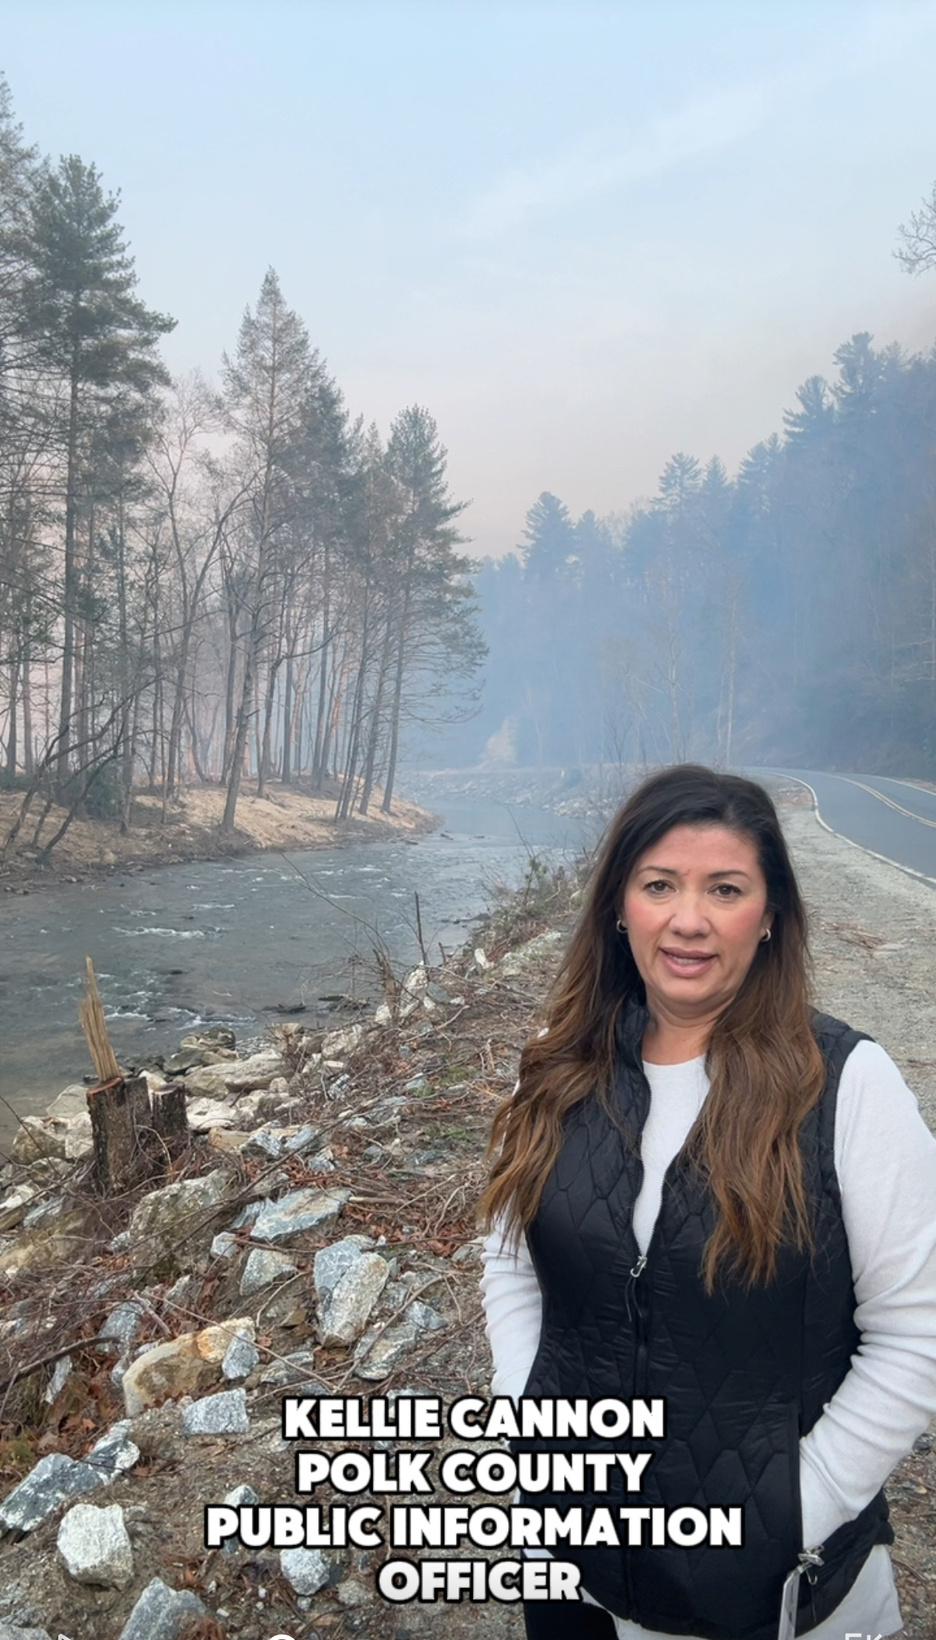 KELLIE CANNON
POLK COUNTY
PUBLIC INFORMATION
OFFICER